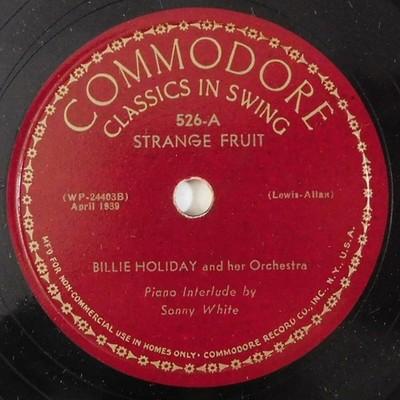 COMMODORE
CLASSICS IN SWING
526-A
STRANGE FRUIT
(WP-24403B)
April 1939
(Lewis-Allan)
BILLIE HOLIDAY and her Orchestra
Piano Interlude by
Sonny White
MF'D FOR NON-COMMERCIAL USE IN HOMES ONLY • COMMODORE RECORD CO., INC., N.Y. U.S.A.